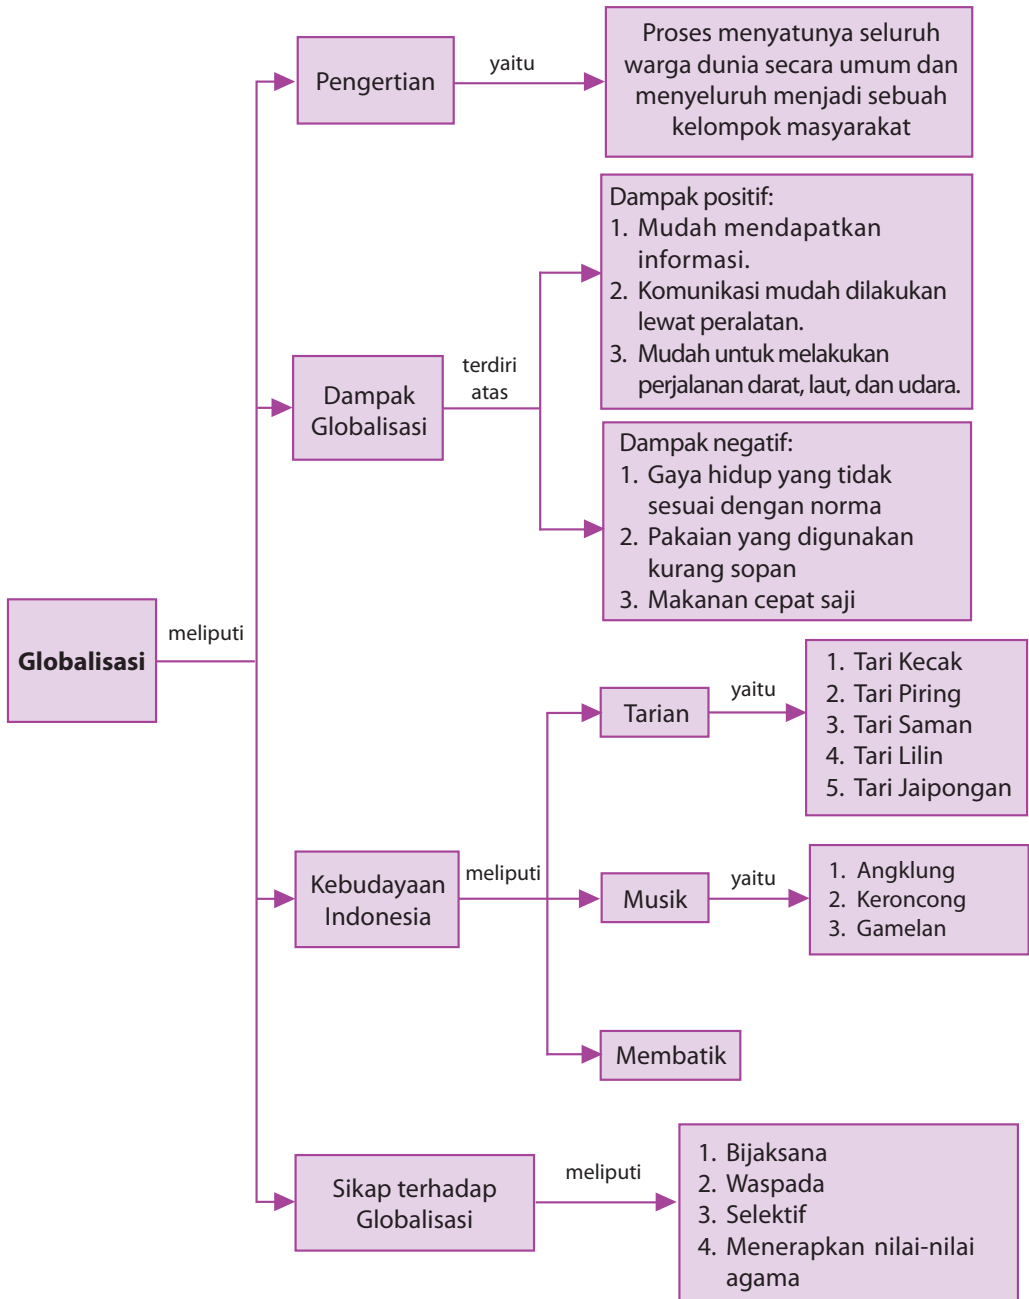 Globalisasi
meliputi
Pengertian
yaitu
Proses menyatunya seluruh
warga dunia secara umum dan
menyeluruh menjadi sebuah
kelompok masyarakat
Dampak
Globalisasi
terdiri
atas
Dampak positif:
1. Mudah mendapatkan
informasi.
2. Komunikasi mudah dilakukan
lewat peralatan.
3. Mudah untuk melakukan
perjalanan darat, laut, dan udara.
Dampak negatif:
1. Gaya hidup yang tidak
sesuai dengan norma
2. Pakaian yang digunakan
kurang sopan
3. Makanan cepat saji
Kebudayaan
Indonesia
meliputi
Tarian
yaitu
1. Tari Kecak
2. Tari Piring
3. Tari Saman
4. Tari Lilin
5. Tari Jaipongan
Musik
yaitu
1. Angklung
2. Keroncong
3. Gamelan
Membatik
Sikap terhadap
Globalisasi
meliputi
1. Bijaksana
2. Waspada
3. Selektif
4. Menerapkan nilai-nilai
agama